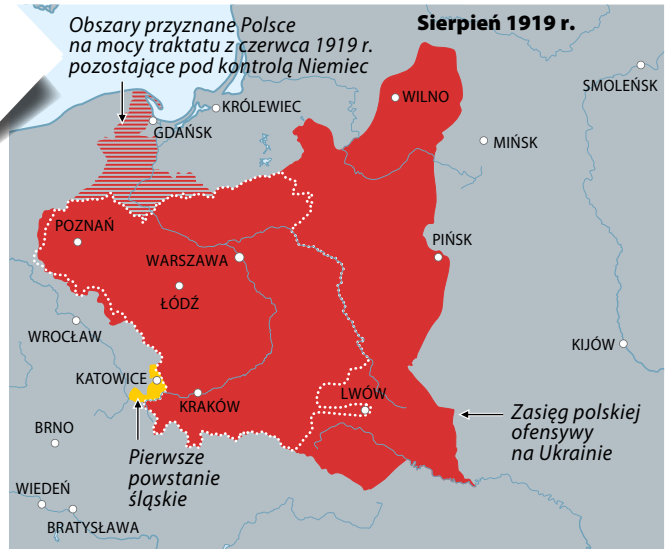 Obszary przyznane Polsce
na mocy traktatu z czerwca 1919 r.
pozostające pod kontrolą Niemiec
Sierpień 1919 r.
SMOLEŃSK
WILNO
KRÓLEWIEC
GDAŃSK
MIŃSK
POZNAŃ
PIŃSK
WARSZAWA
ŁÓDŹ
WROCŁAW
KIJÓW
KATOWICE
KRAKÓW
LWÓW
Zasięg polskiej
ofensywy
na Ukrainie
BRNO
Pierwsze
powstanie
śląskie
WIEDEŃ
BRATYSŁAWA